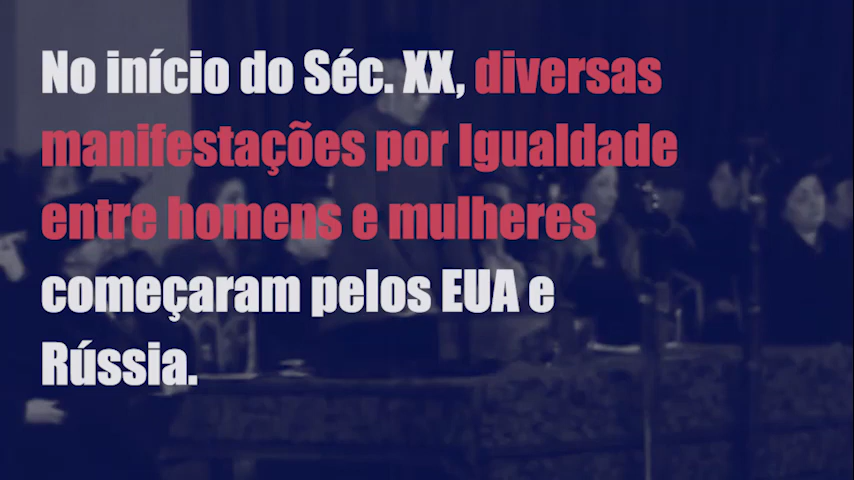 No início do Séc. XX, diversas
manifestações por Igualdade
entre homens e mulheres
começaram pelos EUA e
Rússia.